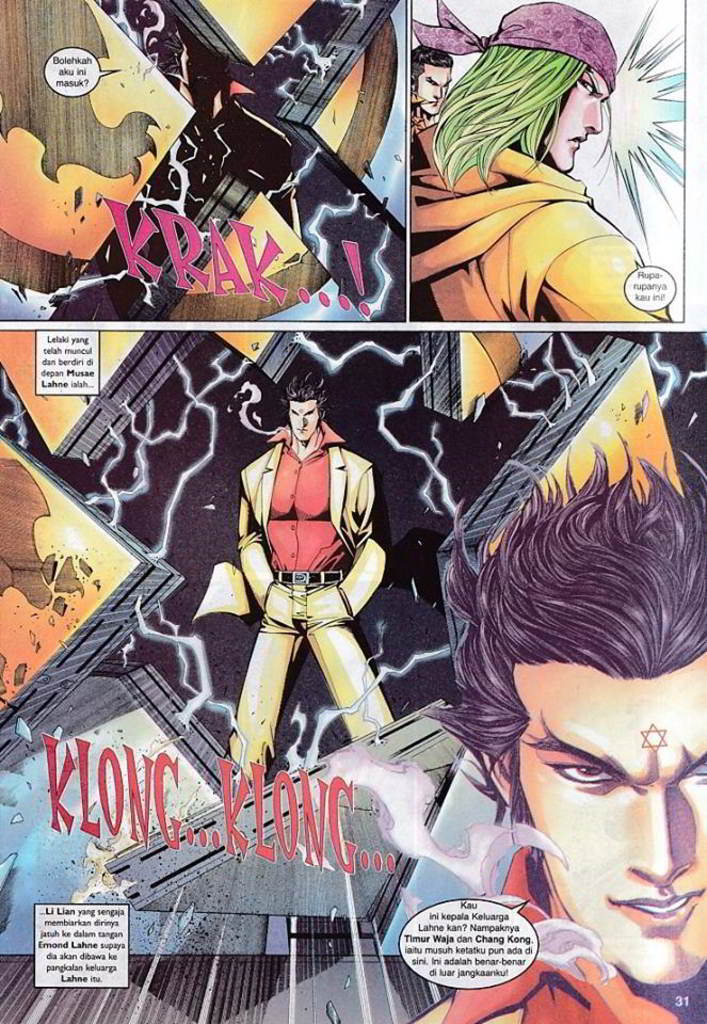 Bolehkah
aku ini
masuk?
KRAK...!
Rupa-
rupanya
kau ini!
Lelaki yang
telah muncul
dan berdiri di
depan Musae
Lahne ialah...
KLONG...KLONG...
...Li Lian yang sengaja
membiarkan dirinya
jatuh ke dalam tangan
Emond Lahne supaya
dia akan dibawa ke
pangkalan keluarga
Lahne itu.
Kau
ini kepala Keluarga
Lahne kan? Nampaknya
Timur Waja dan Chang Kong,
iaitu musuh ketatku pun ada di
sini. Ini adalah benar-benar
di luar jangkaanku!
31